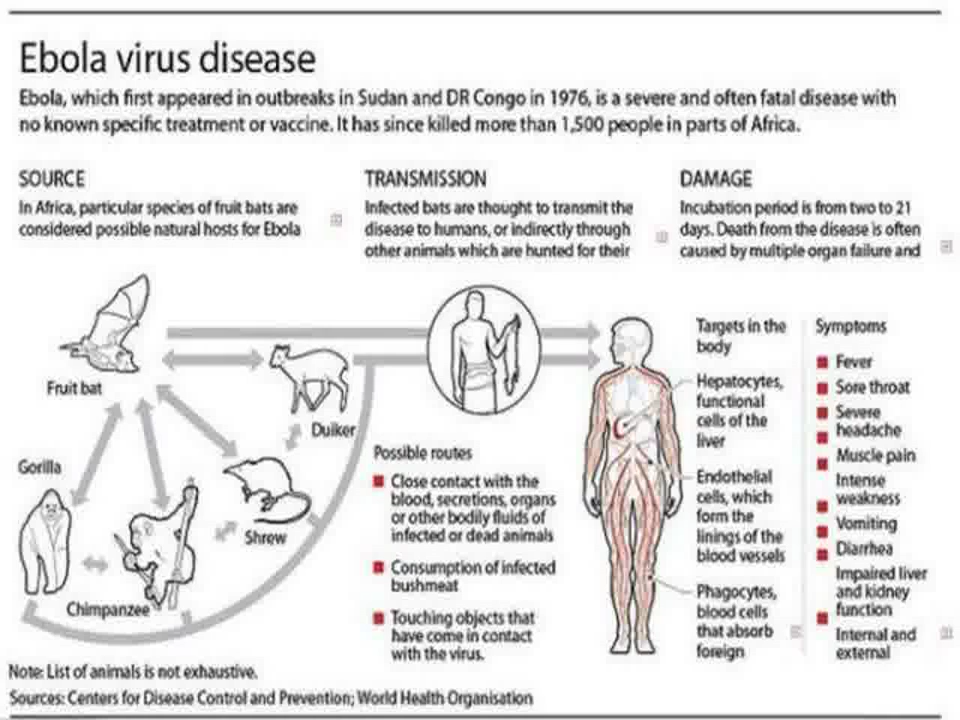 Ebola virus disease
Ebola, which first appeared in outbreaks in Sudan and DR Congo in 1976, is a severe and often fatal disease with
no known specific treatment or vaccine. It has since killed more than 1,500 people in parts of Africa.
SOURCE
In Africa, particular species of fruit bats are
considered possible natural hosts for Ebola
TRANSMISSION
Infected bats are thought to transmit the
disease to humans, or indirectly through
other animals which are hunted for their
DAMAGE
Incubation period is from two to 21
days. Death from the disease is often
caused by multiple organ failure and
Fruit bat
Duiker
Gorilla
Shrew
Chimpanzee
Possible routes
Close contact with the
blood, secretions, organs
or other bodily fluids of
infected or dead animals
Consumption of infected
bushmeat
Touching objects that
have come in contact
with the virus.
Targets in the
body
Hepatocytes,
functional
cells of the
liver
Endothelial
cells, which
form the
linings of the
blood vessels
Phagocytes,
blood cells
that absorb
foreign
Symptoms
Fever
Sore throat
Severe
headache
Muscle pain
Intense
weakness
Vomiting
Diarrhea
Impaired liver
and kidney
function
Internal and
external
Note: List of animals is not exhaustive.
Sources: Centers for Disease Control and Prevention; World Health Organisation